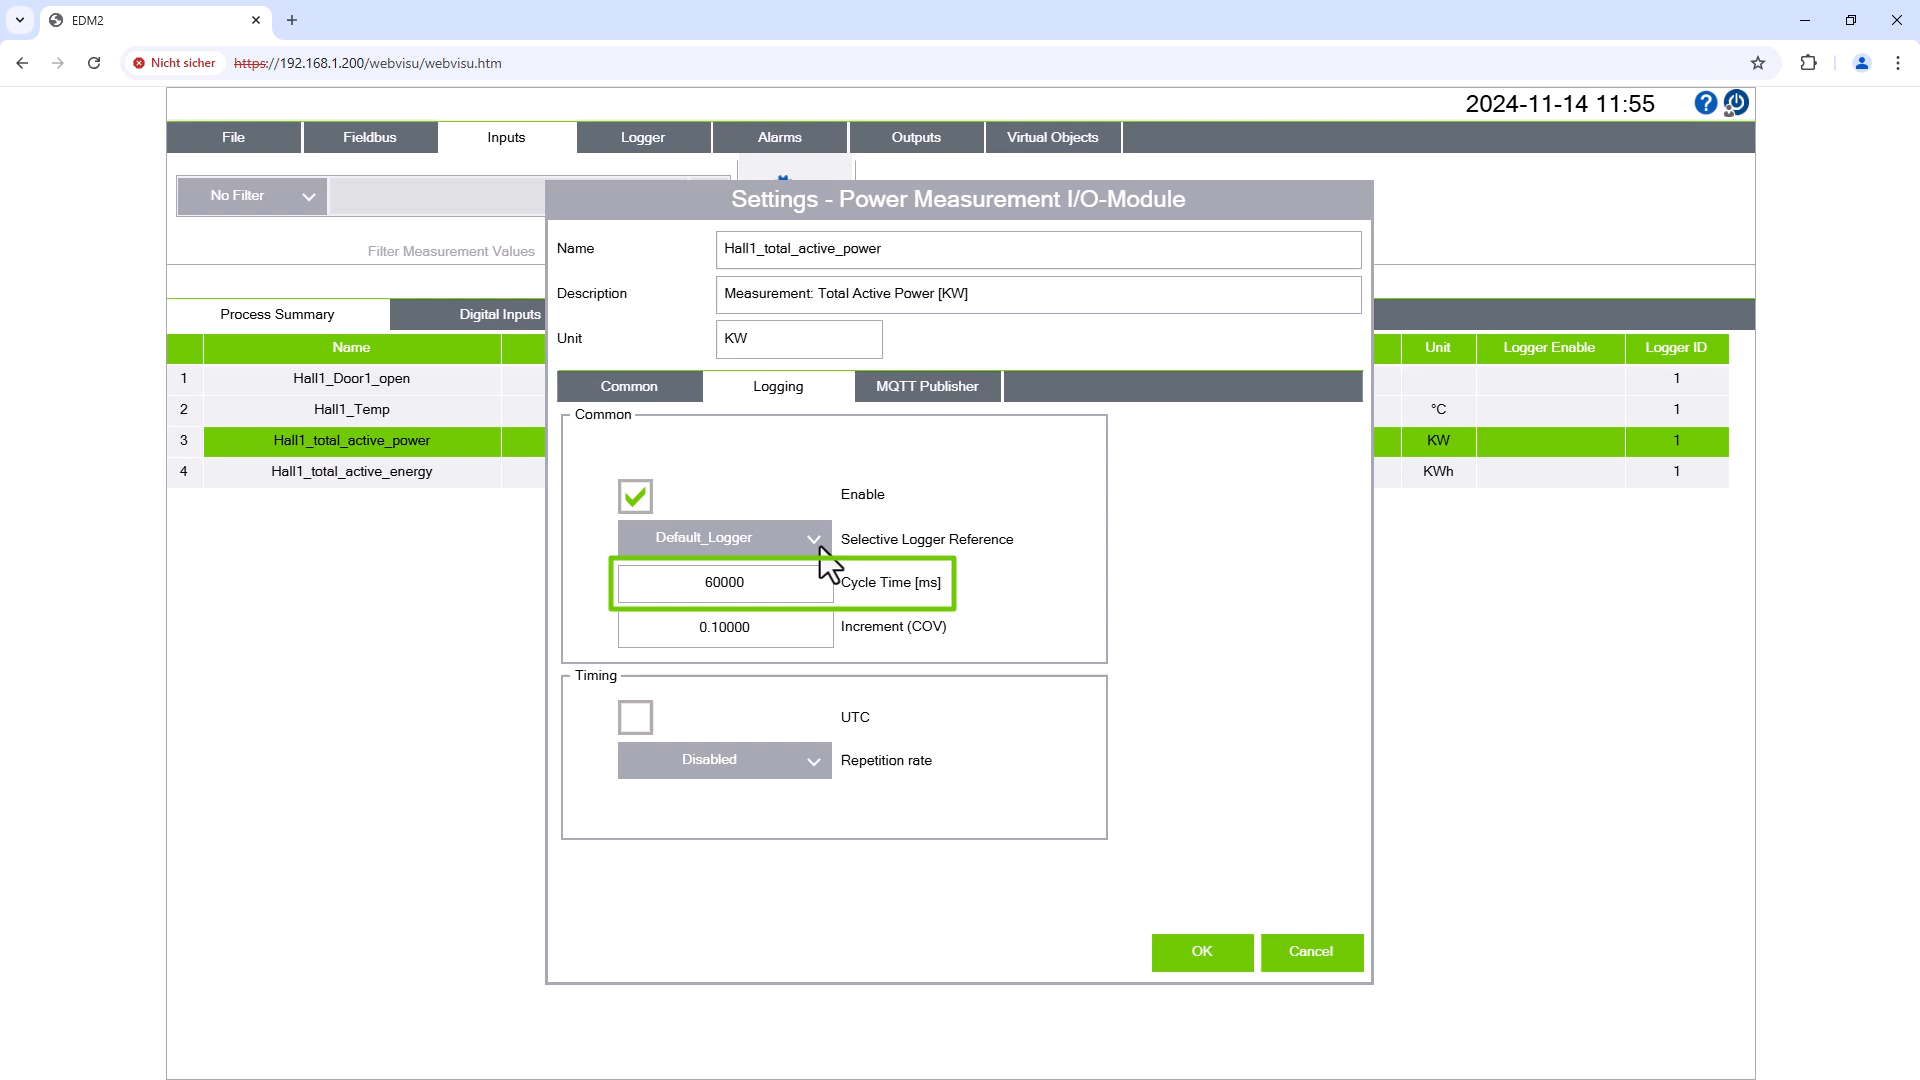 EDM2
Nicht sicher https://192.168.1.200/webvisu/webvisu.htm
2024-11-14 11:55
File Fieldbus Inputs Logger Alarms Outputs Virtual Objects
No Filter
Filter Measurement Values
Settings - Power Measurement I/O-Module
Name Hall1_total_active_power
Description Measurement: Total Active Power [KW]
Unit KW
Process Summary Digital Inputs
Name Unit Logger Enable Logger ID
1 Hall1_Door1_open 1
2 Hall1_Temp °C 1
3 Hall1_total_active_power KW 1
4 Hall1_total_active_energy KWh 1
Common Logging MQTT Publisher
Common
Enable
Default_Logger Selective Logger Reference
60000 Cycle Time [ms]
0.10000 Increment (COV)
Timing
UTC
Disabled Repetition rate
OK Cancel